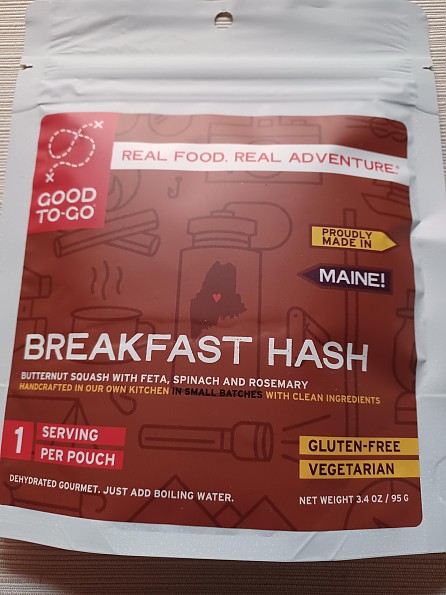 GOOD
TO-GO
REAL FOOD. REAL ADVENTURE.®
PROUDLY
MADE IN
MAINE!
BREAKFAST HASH
BUTTERNUT SQUASH WITH FETA, SPINACH AND ROSEMARY
HANDCRAFTED IN OUR OWN KITCHEN IN SMALL BATCHES WITH CLEAN INGREDIENTS
1 SERVING
PER POUCH
GLUTEN-FREE
VEGETARIAN
DEHYDRATED GOURMET. JUST ADD BOILING WATER.
NET WEIGHT 3.4 OZ / 95 G